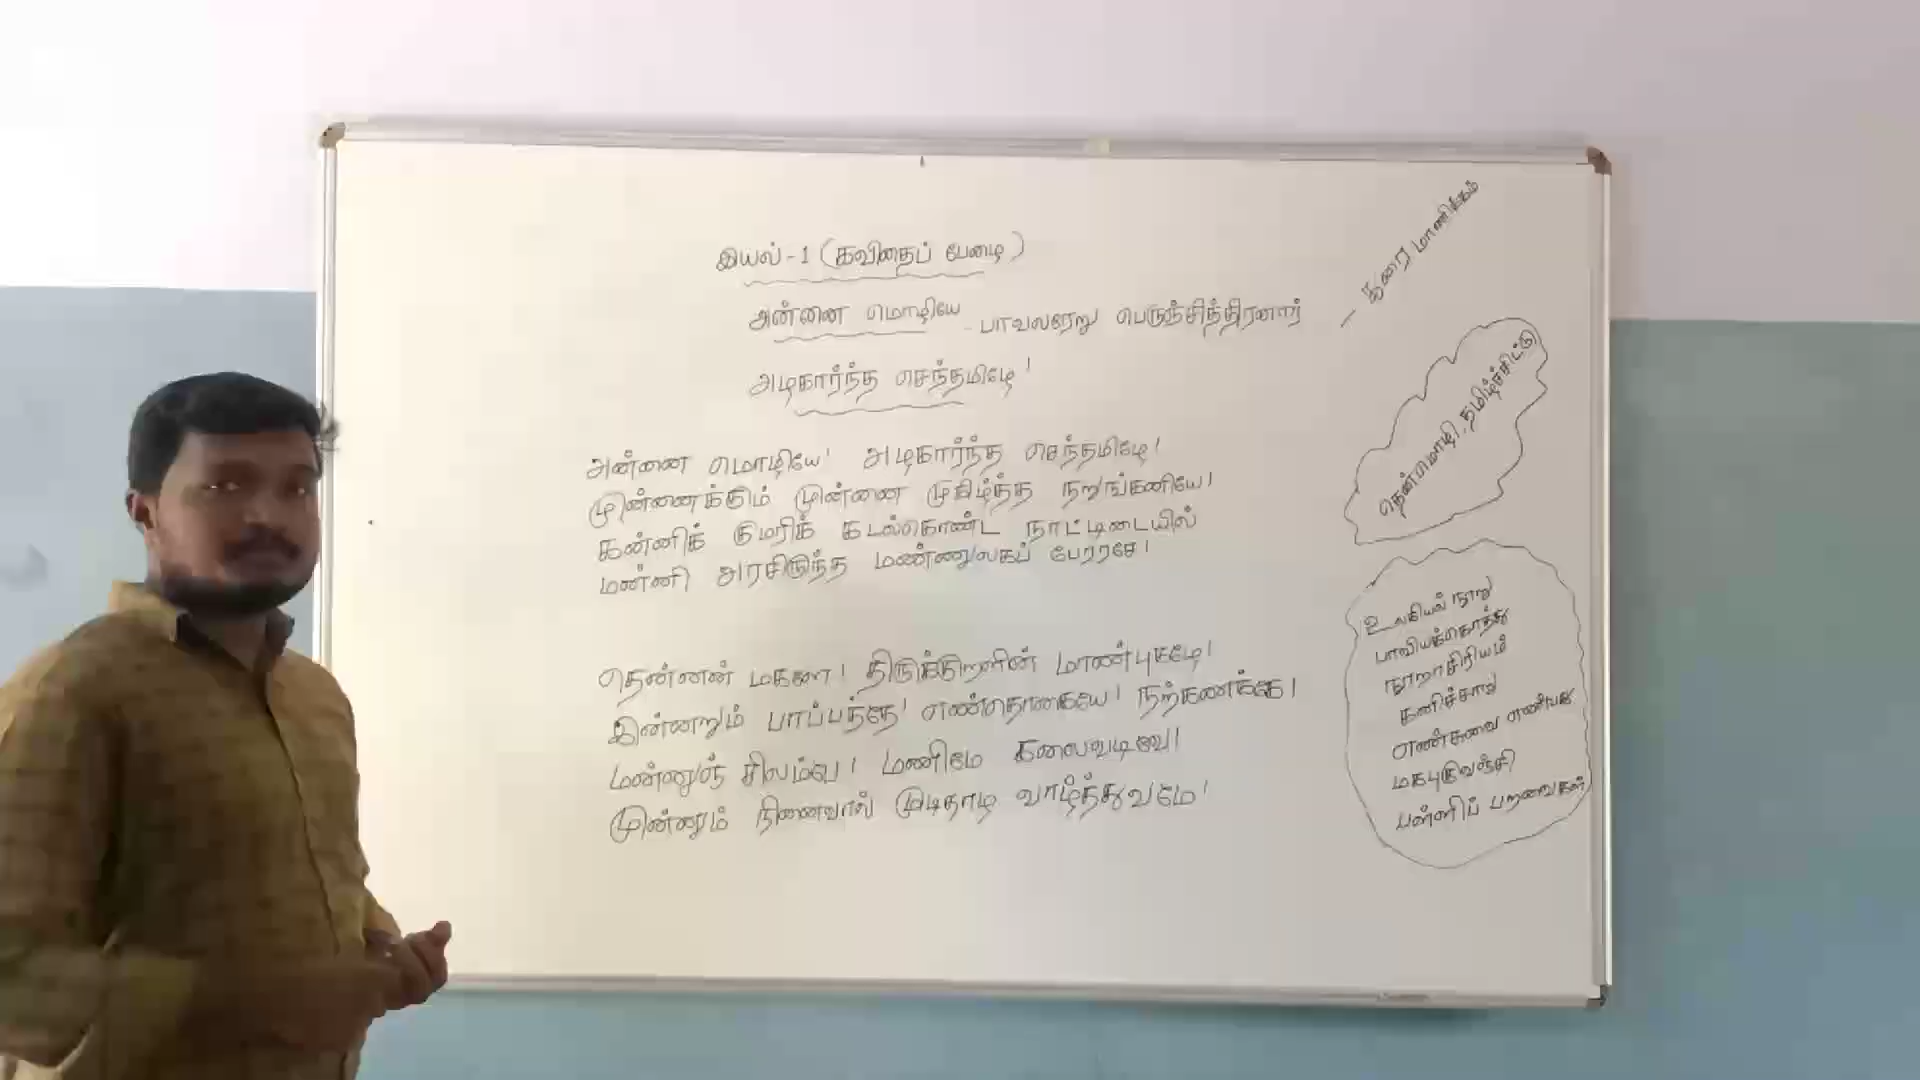 இயல் - 1 (கவிதைப் பேழை)
அன்னை மொழியே
- பாவலரேறு பெருஞ்சித்திரனார்
அழகார்ந்த செந்தமிழே!
அன்னை மொழியே! அழகார்ந்த செந்தமிழே!
முன்னைக்கும் முன்னை முகிழ்ந்த நறுங்கனியே!
கன்னிக் குமரிக் கடல்கொண்ட நாட்டிடையில்
மன்னி அரசிருந்த மண்ணுலகப் பேரரசே!
தென்னன் மகளே! திருக்குறளின் மாண்புகழே!
இன்னறும் பாப்பத்தே! எண்தொகையே! நற்கணக்கே!
மன்னுஞ் சிலம்பே! மணிமே கலைவடிவே!
முன்னும் நினைவால் முடிதாழ வாழ்த்துவமே!
— துரை மாணிக்கம்
தென்மொழி, தமிழ்ச்சிட்டு
உலகியல் நூறு
பாவியக்கொத்து
நூறாசிரியம்
கனிச்சாறு
எண்சுவை எண்பது
மகபுகுவஞ்சி
பள்ளிப் பறவைகள்